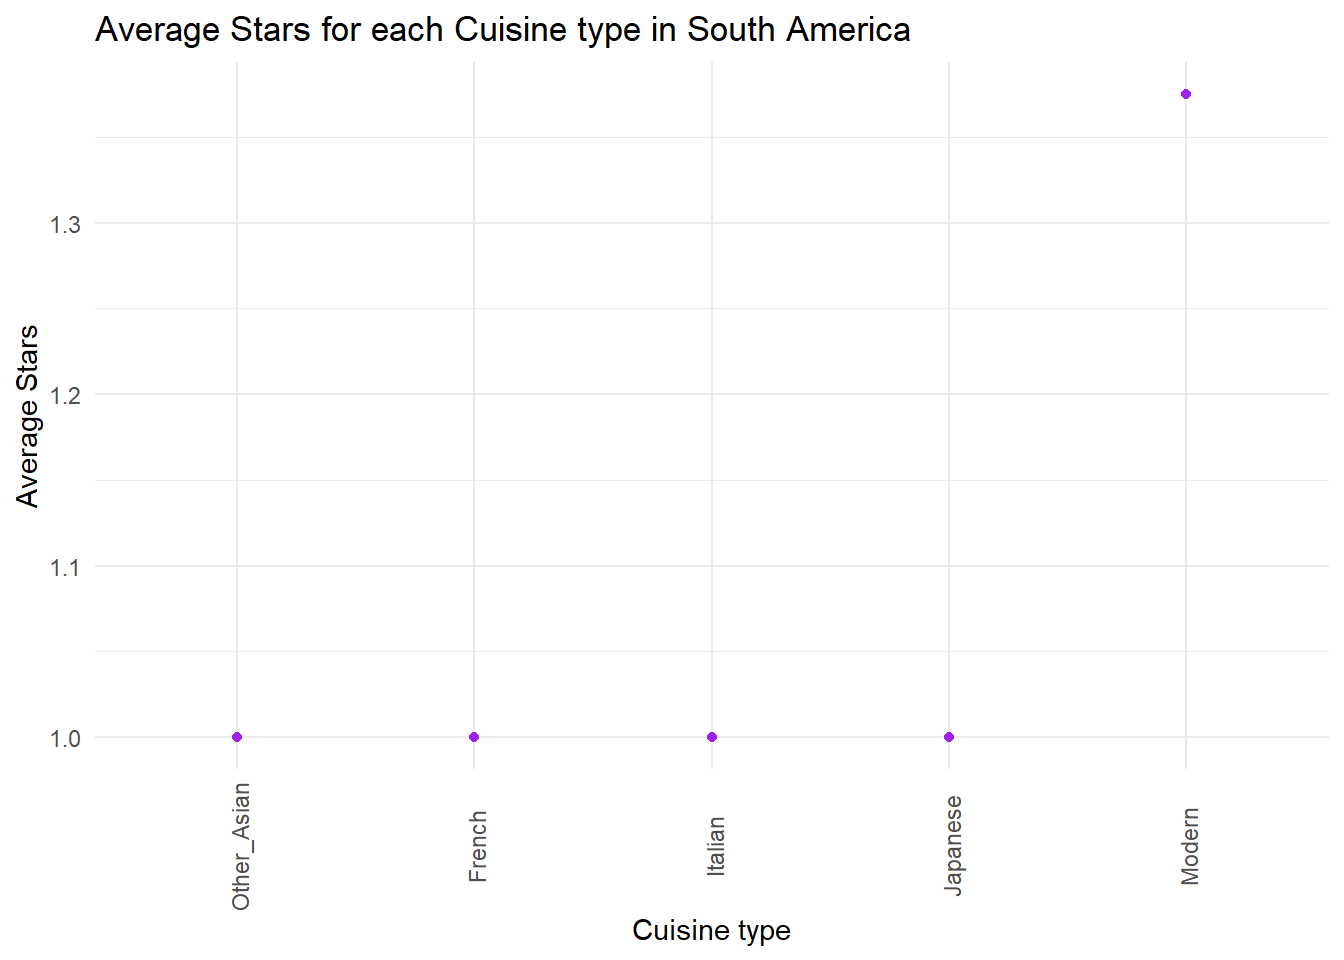 Average Stars for each Cuisine type in South America
Average Stars
1.3
1.2
1.1
1.0
Other_Asian
French
Italian
Japanese
Modern
Cuisine type